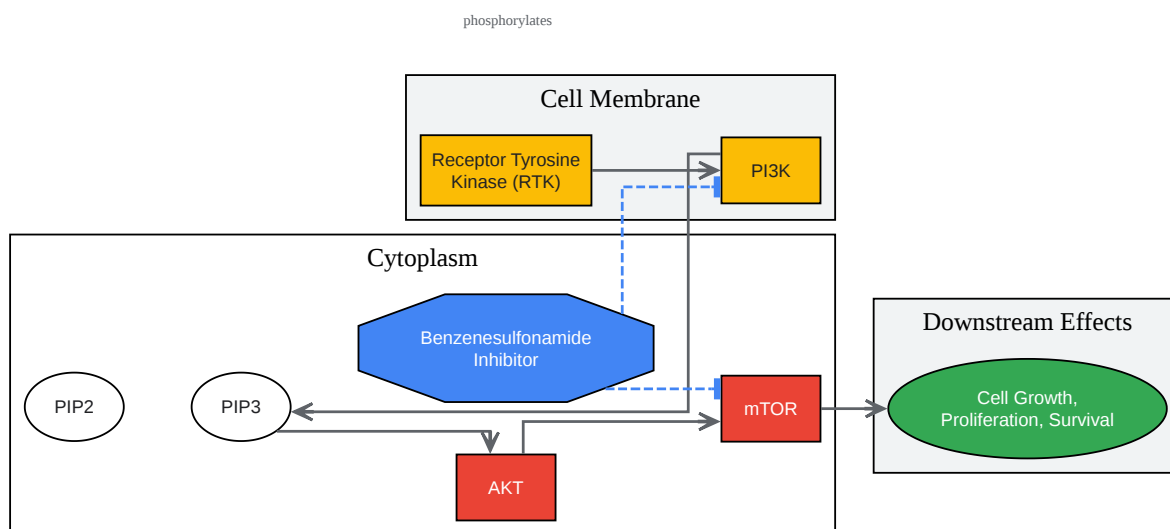 phosphorylates
Cell Membrane
Receptor Tyrosine
Kinase (RTK)
PI3K
Cytoplasm
Benzenesulfonamide
Inhibitor
Downstream Effects
PIP2
PIP3
mTOR
Cell Growth,
Proliferation, Survival
AKT